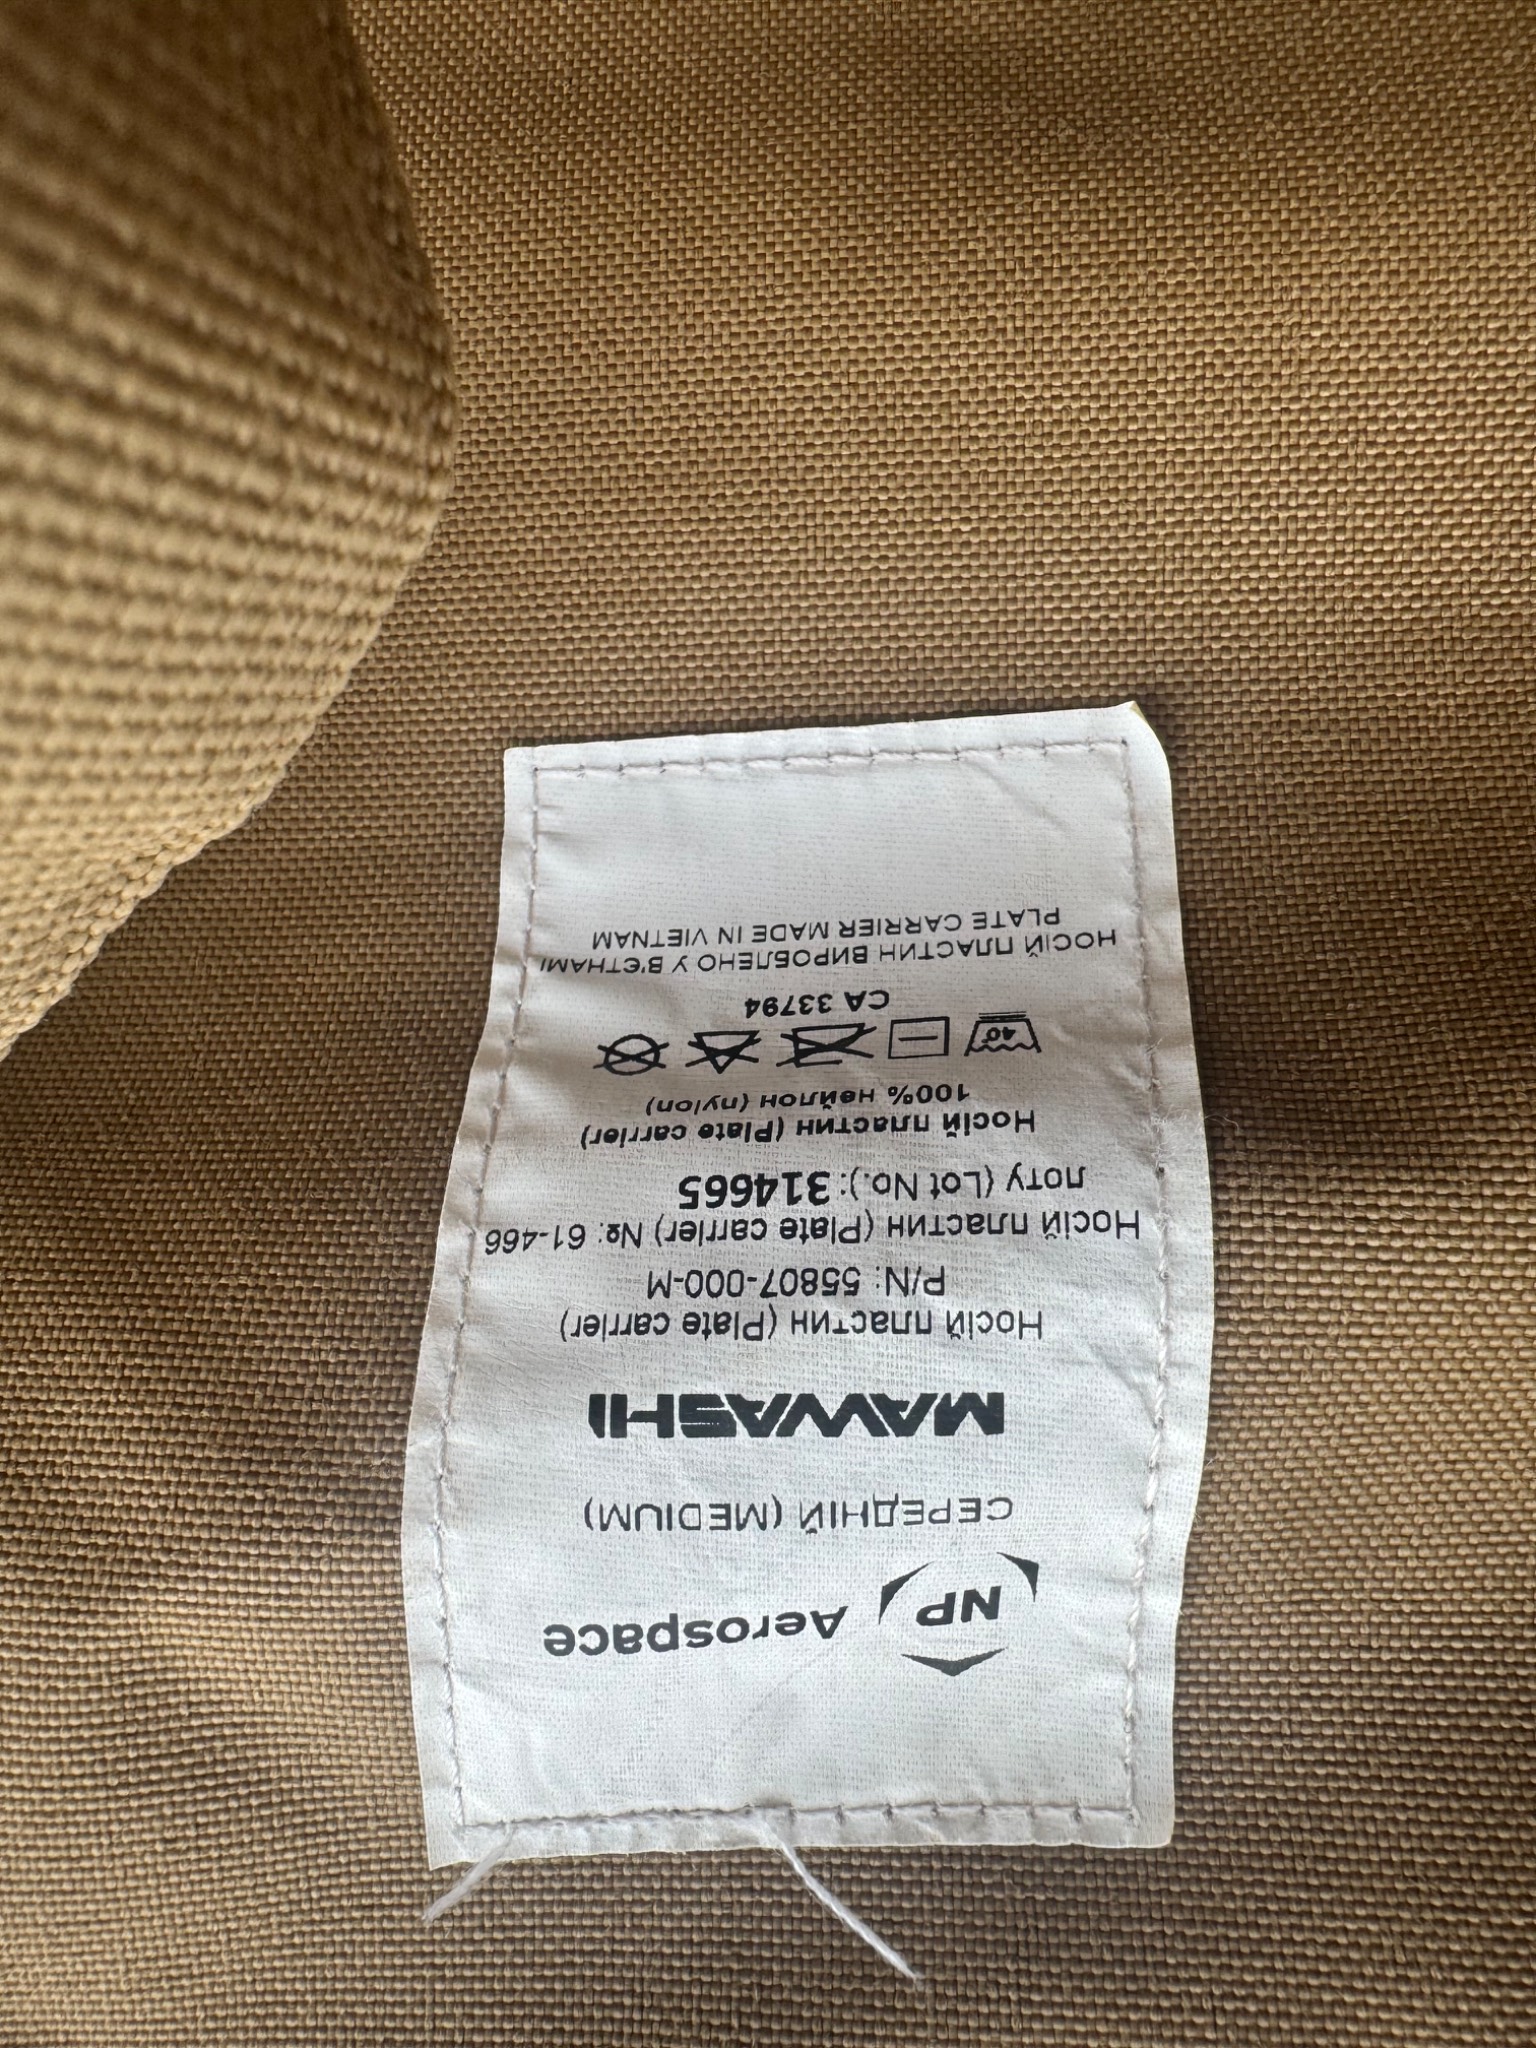 NP Aerospace
СЕРЕДНІЙ (MEDIUM)
MAWASHI
Носій пластин (Plate carrier)
P/N: 55807-000-M
Носій пластин (Plate carrier) №: 61-466
лоту (Lot No.): 314665
Носій пластин (Plate carrier)
100% нейлон (nylon)
40°
CA 33794
НОСІЙ ПЛАСТИН ВИРОБЛЕНО У В'ЄТНАМІ
PLATE CARRIER MADE IN VIETNAM